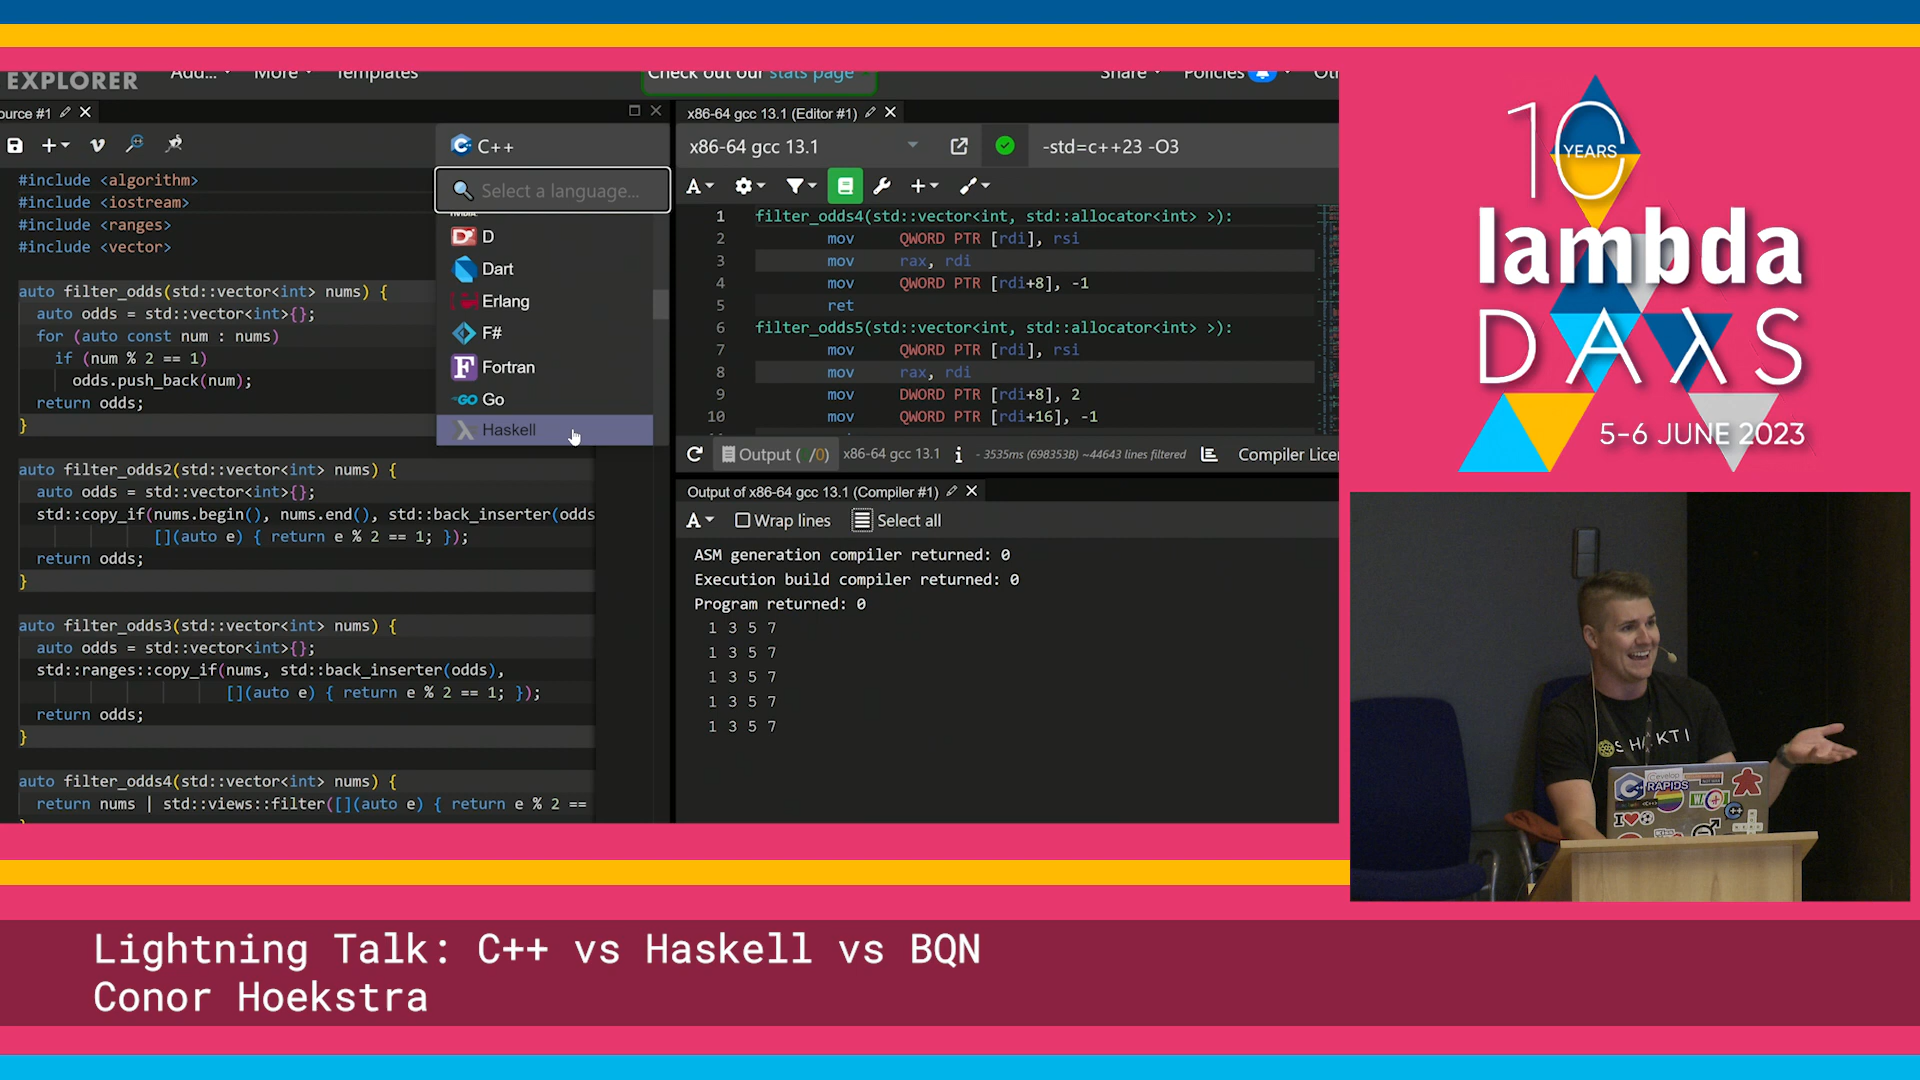 EXPLORER
Add...
More
Templates
Check out our stats page
Share
Policies
ource #1
C++
Select a language...
D
Dart
Erlang
F#
Fortran
Go
Haskell
#include <algorithm>
#include <iostream>
#include <ranges>
#include <vector>
auto filter_odds(std::vector<int> nums) {
auto odds = std::vector<int>{};
for (auto const num : nums)
if (num % 2 == 1)
odds.push_back(num);
return odds;
}
auto filter_odds2(std::vector<int> nums) {
auto odds = std::vector<int>{};
std::copy_if(nums.begin(), nums.end(), std::back_inserter(odds
[](auto e) { return e % 2 == 1; });
return odds;
}
auto filter_odds3(std::vector<int> nums) {
auto odds = std::vector<int>{};
std::ranges::copy_if(nums, std::back_inserter(odds),
[](auto e) { return e % 2 == 1; });
return odds;
}
auto filter_odds4(std::vector<int> nums) {
return nums | std::views::filter([](auto e) { return e % 2 ==
x86-64 gcc 13.1 (Editor #1)
x86-64 gcc 13.1
-std=c++23 -O3
A
1 filter_odds4(std::vector<int, std::allocator<int> >):
2 mov QWORD PTR [rdi], rsi
3 mov rax, rdi
4 mov QWORD PTR [rdi+8], -1
5 ret
6 filter_odds5(std::vector<int, std::allocator<int> >):
7 mov QWORD PTR [rdi], rsi
8 mov rax, rdi
9 mov DWORD PTR [rdi+8], 2
10 mov QWORD PTR [rdi+16], -1
Output ( /0) x86-64 gcc 13.1 i - 3535ms (698353B) ~44643 lines filtered Compiler Licen
Output of x86-64 gcc 13.1 (Compiler #1)
A Wrap lines Select all
ASM generation compiler returned: 0
Execution build compiler returned: 0
Program returned: 0
1 3 5 7
1 3 5 7
1 3 5 7
1 3 5 7
1 3 5 7
10
YEARS
lambda
DAλS
5-6 JUNE 2023
SHAKTI
RAPIDS
Lightning Talk: C++ vs Haskell vs BQN
Conor Hoekstra